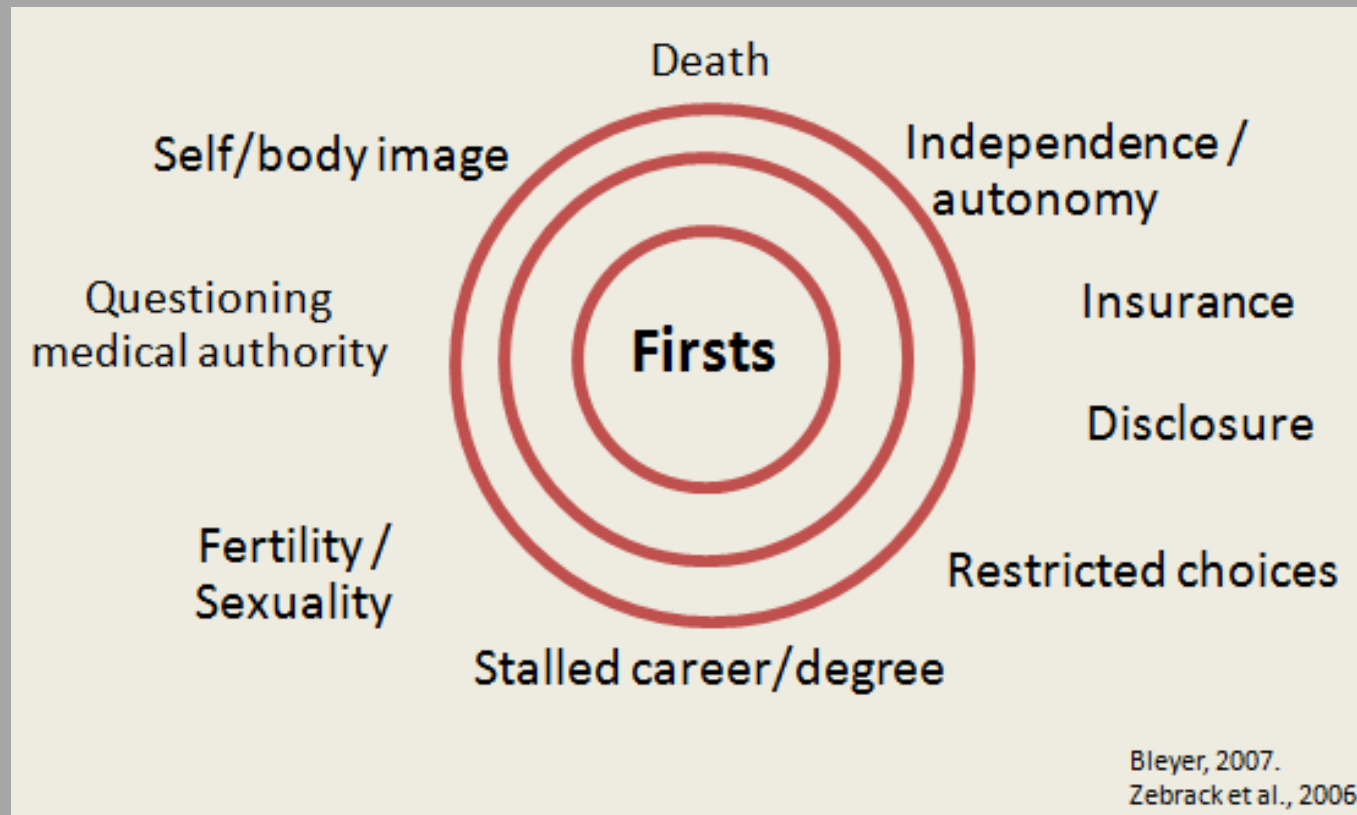 Death
Self/body image
Independence /
autonomy
Questioning
medical authority
Insurance
Firsts
Disclosure
Fertility /
Sexuality
Restricted choices
Stalled career/degree
Bleyer, 2007.
Zebrack et al., 2006